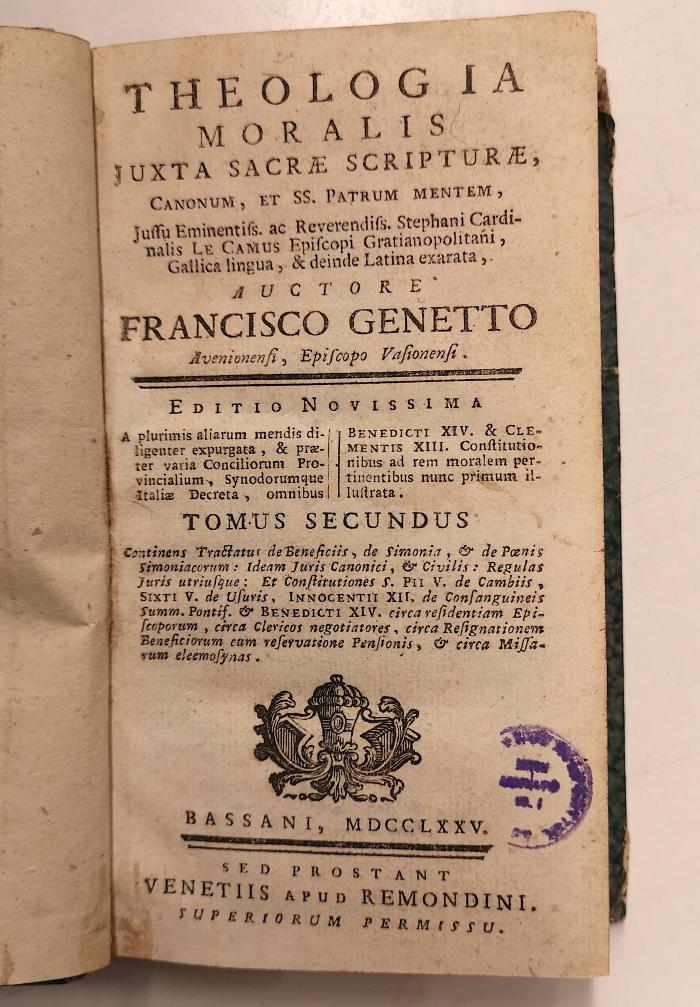 THEOLOGIA
MORALIS
JUXTA SACRÆ SCRIPTURÆ,
CANONUM, ET SS. PATRUM MENTEM,
Juſſu Eminentiſs. ac Reverendiſs. Stephani Cardi-
nalis LE CAMUS Epiſcopi Gratianopolitani,
Gallica lingua, & deinde Latina exarata,
AUCTORE
FRANCISCO GENETTO
Avenionenſi, Epiſcopo Vaſionenſi.
EDITIO NOVISSIMA
A plurimis aliarum mendis di-
ligenter expurgata, & præ-
ter varia Conciliorum Pro-
vincialium, Synodorumque
Italiæ Decreta, omnibus
BENEDICTI XIV. & CLE-
MENTIS XIII. Conſtitutio-
nibus ad rem moralem per-
tinentibus nunc primum il-
luſtrata.
TOMUS SECUNDUS
Continens Tractatus de Beneficiis, de Simonia, & de Pœnis
Simoniacorum: Ideam Juris Canonici, & Civilis: Regulas
Juris utriuſque: Et Conſtitutiones S. PII V. de Cambiis,
SIXTI V. de Uſuris, INNOCENTII XII. de Conſanguineis
Summ. Pontif. & BENEDICTI XIV. circa reſidentiam Epi-
ſcoporum, circa Clericos negotiatores, circa Reſignationem
Beneficiorum cum reſervatione Penſionis, & circa Miſſa-
rum eleemoſynas.
BASSANI, MDCCLXXV.
SED PROSTANT
VENETIIS APUD REMONDINI.
SUPERIORUM PERMISSU.